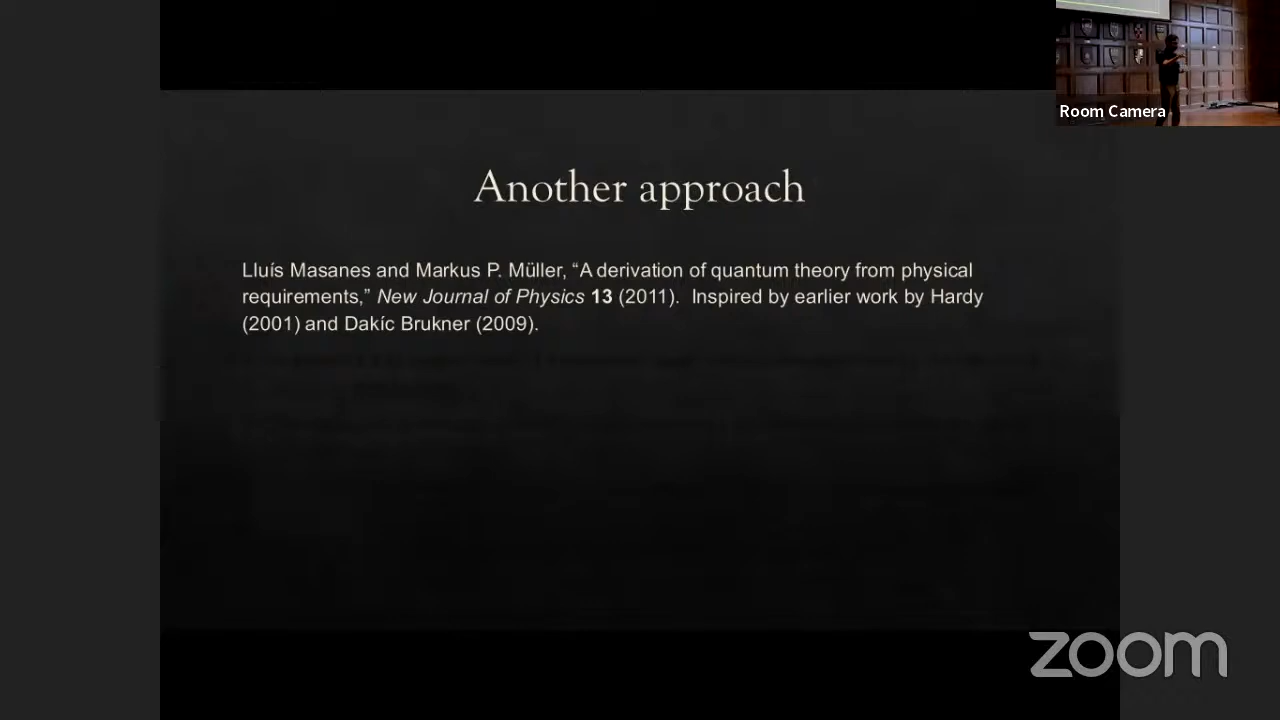 Room Camera
Another approach
Lluís Masanes and Markus P. Müller, “A derivation of quantum theory from physical
requirements,” New Journal of Physics 13 (2011).  Inspired by earlier work by Hardy
(2001) and Dakíc Brukner (2009).
zoom